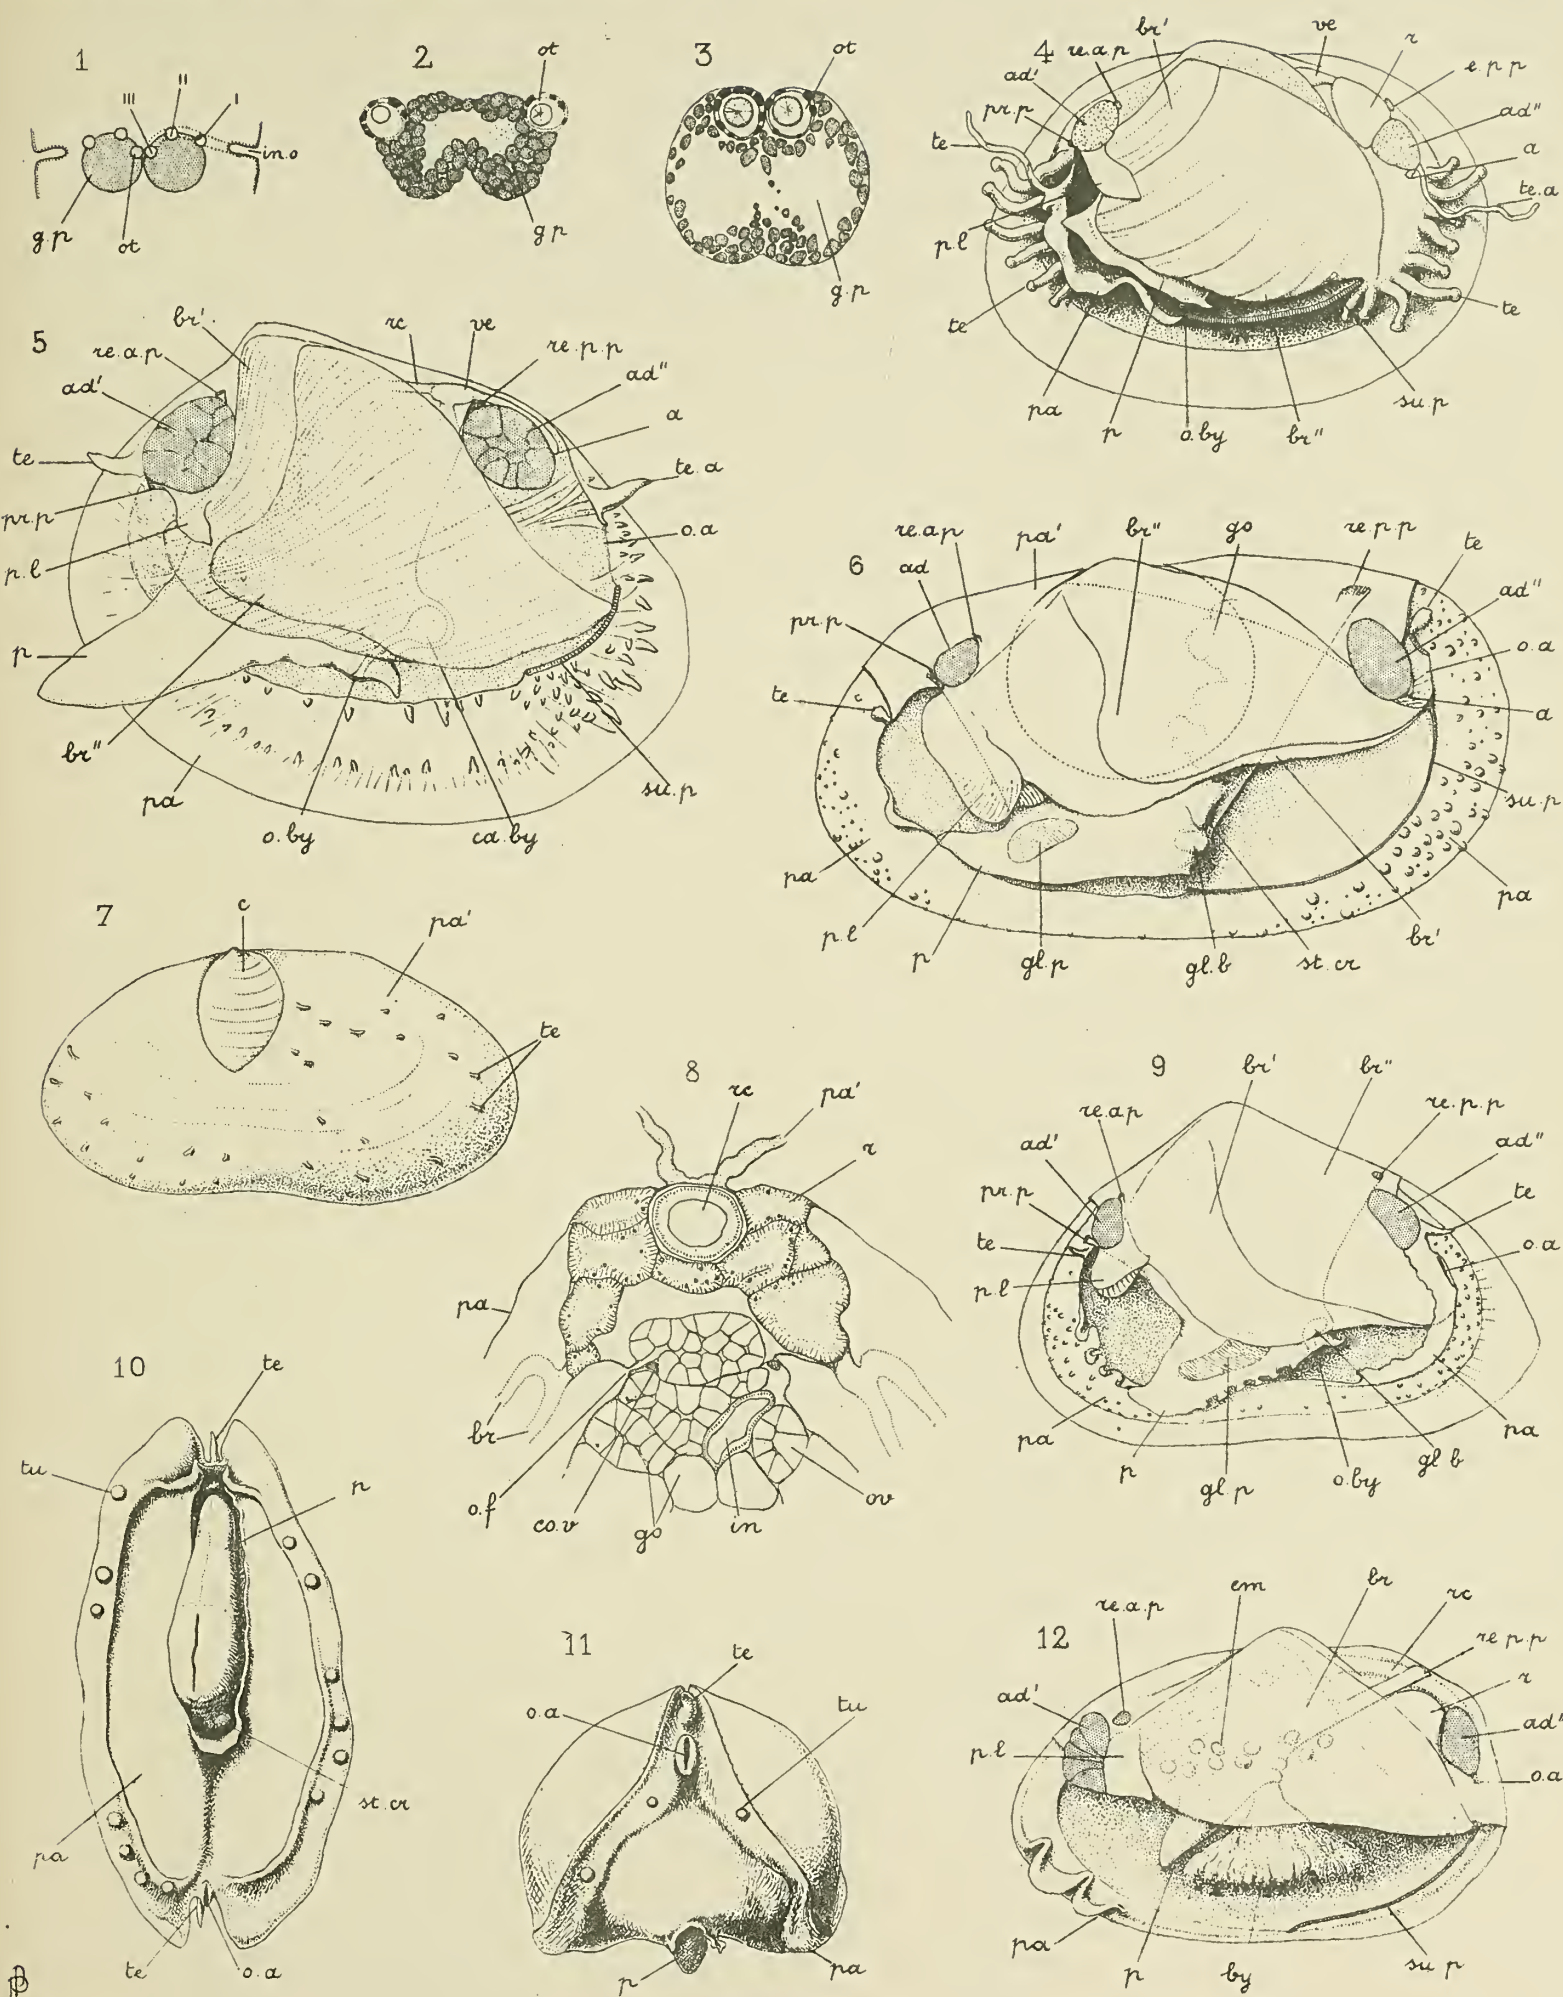 1
III
II
I
in.o
g.p
ot
2
ot
g.p
3
ot
g.p
4
re.a.p
br'
ve
r
ad'
e.p.p
pr.p
ad"
te
a
te.a
p.l
te
te
pa
p
o.by
br"
su.p
5
br'
rc
ve
re.a.p
re.p.p
ad'
ad"
a
te
te.a
pr.p
o.a
p.l
p
br"
pa
o.by
ca.by
su.p
6
re.a.p
pa'
br"
go
re.p.p
te
ad
ad"
pr.p
o.a
te
a
su.p
pa
pa
p.l
p
gl.p
gl.b
st.cr
br'
7
c
pa'
te
8
rc
pa'
r
pa
br
o.f
co.v
go
in
ov
9
br'
br"
re.a.p
re.p.p
ad'
ad"
pr.p
te
te
o.a
p.l
pa
p
gl.p
o.by
gl.b
pa
10
te
tu
p
st.cr
pa
te
o.a
11
te
o.a
tu
p
pa
12
re.a.p
em
br
rc
re.p.p
ad'
r
ad"
p.l
o.a
pa
p
by
su.p